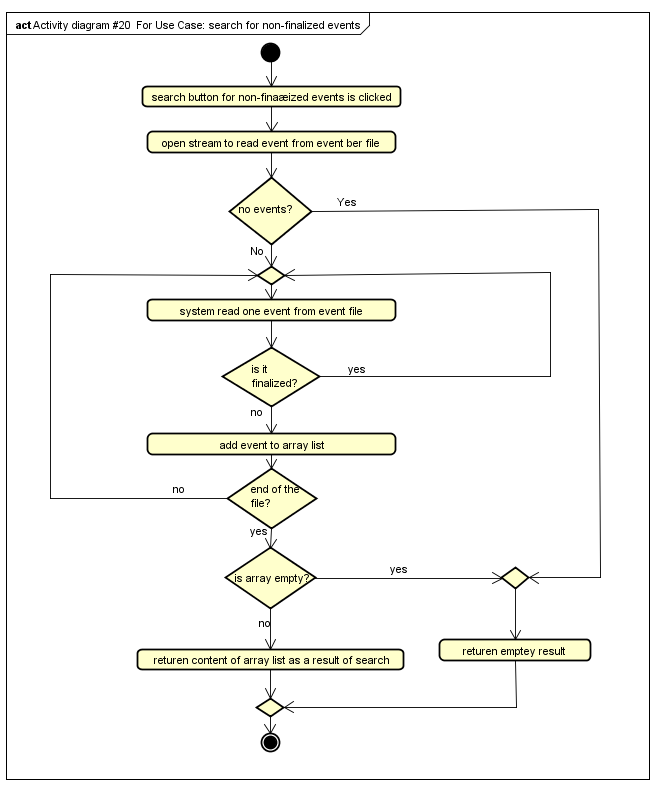 act Activity diagram #20 For Use Case: search for non-finalized events
search button for non-finaæized events is clicked
open stream to read event from event ber file
no events?
Yes
No
system read one event from event file
is it
finalized?
yes
no
add event to array list
end of the
file?
no
yes
is array empty?
yes
no
returen content of array list as a result of search
returen emptey result